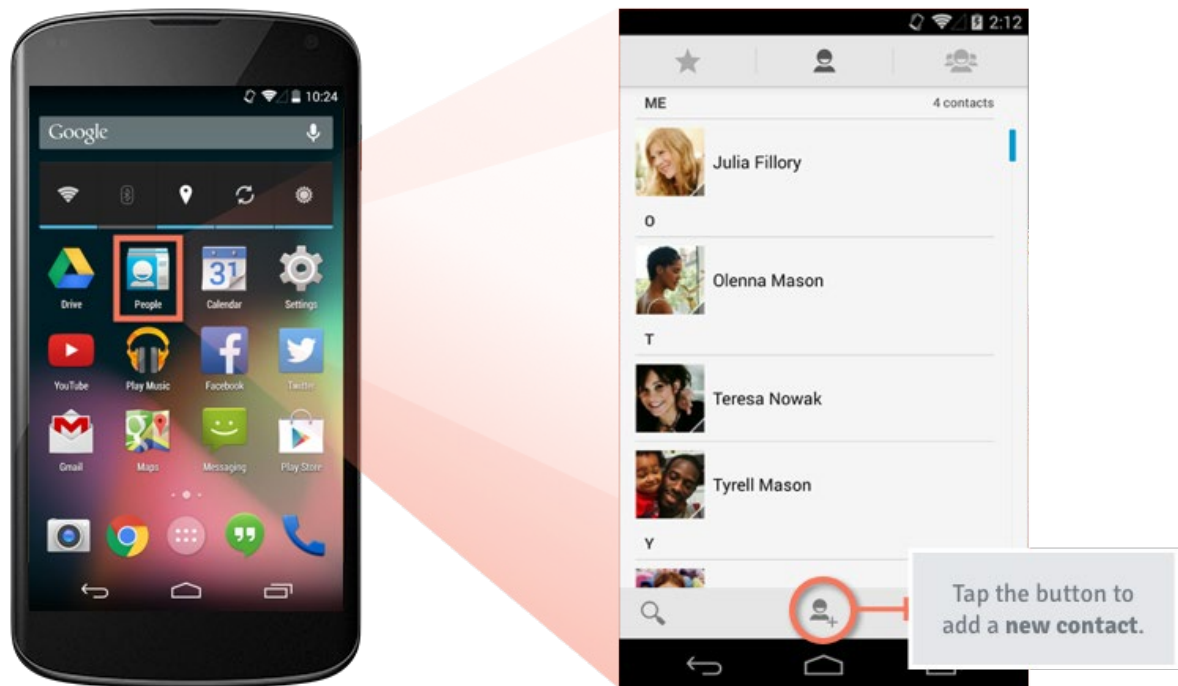 10:24
Google
31
Drive
People
Calendar
Settings
YouTube
Play Music
Facebook
Twitter
Gmail
Maps
Messaging
Play Store
2:12
ME
4 contacts
Julia Fillory
O
Olenna Mason
T
Teresa Nowak
Tyrell Mason
Y
Tap the button to
add a new contact.